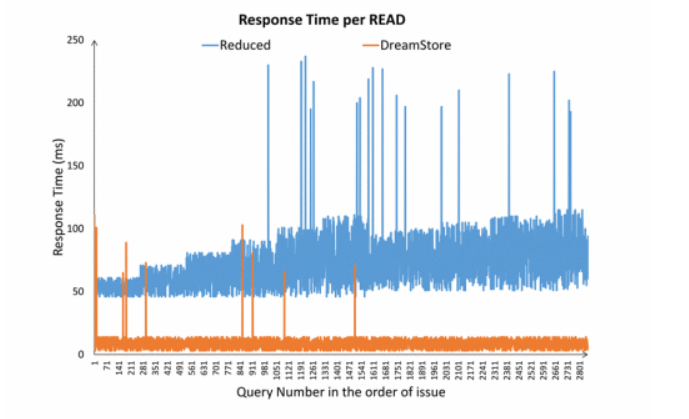 Response Time per READ
Reduced DreamStore
250
200
150
100
50
0
Response Time (ms)
1 71 141 211 281 351 421 491 561 631 701 771 841 911 981 1051 1121 1191 1261 1331 1401 1471 1541 1611 1681 1751 1821 1891 1961 2031 2101 2171 2241 2311 2381 2451 2521 2591 2661 2731 2801
Query Number in the order of issue